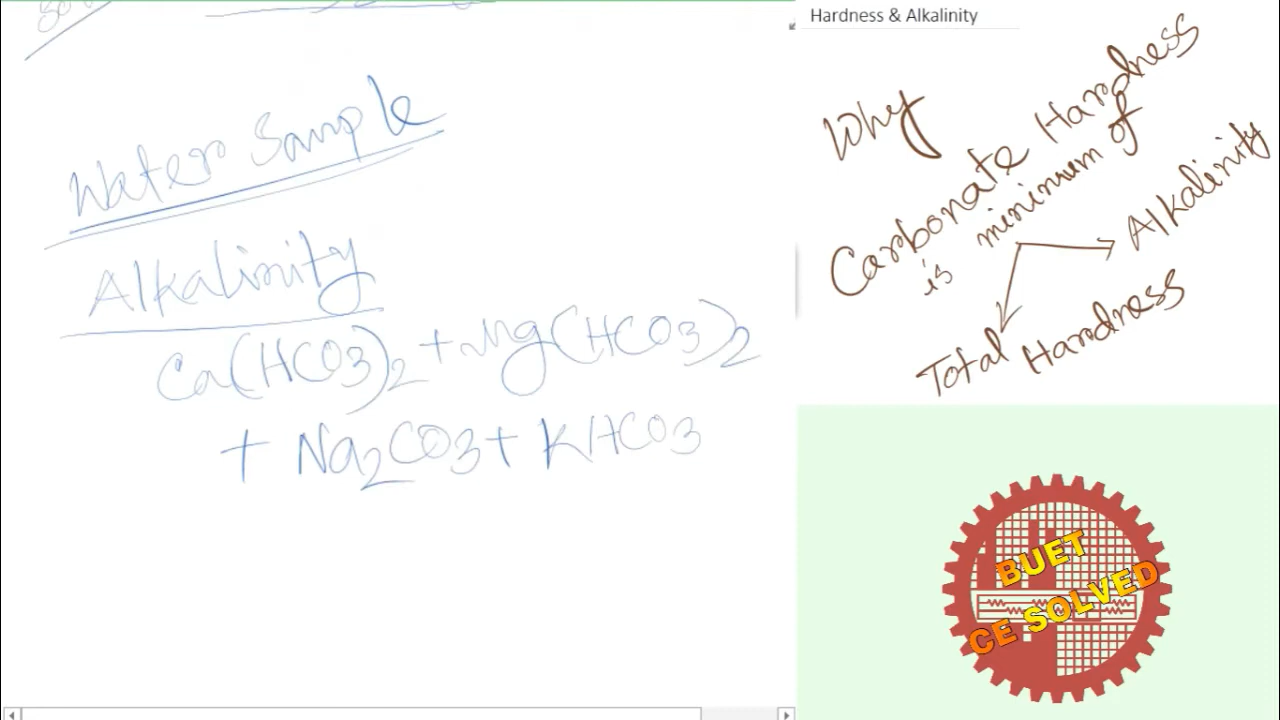 Water Sample
Alkalinity
Ca(HCO3)2 + Mg(HCO3)2
+ Na2CO3 + KHCO3
Hardness & Alkalinity
Why
Carbonate Hardness
is minimum of
Alkalinity
Total Hardness
BUET
CE SOLVED